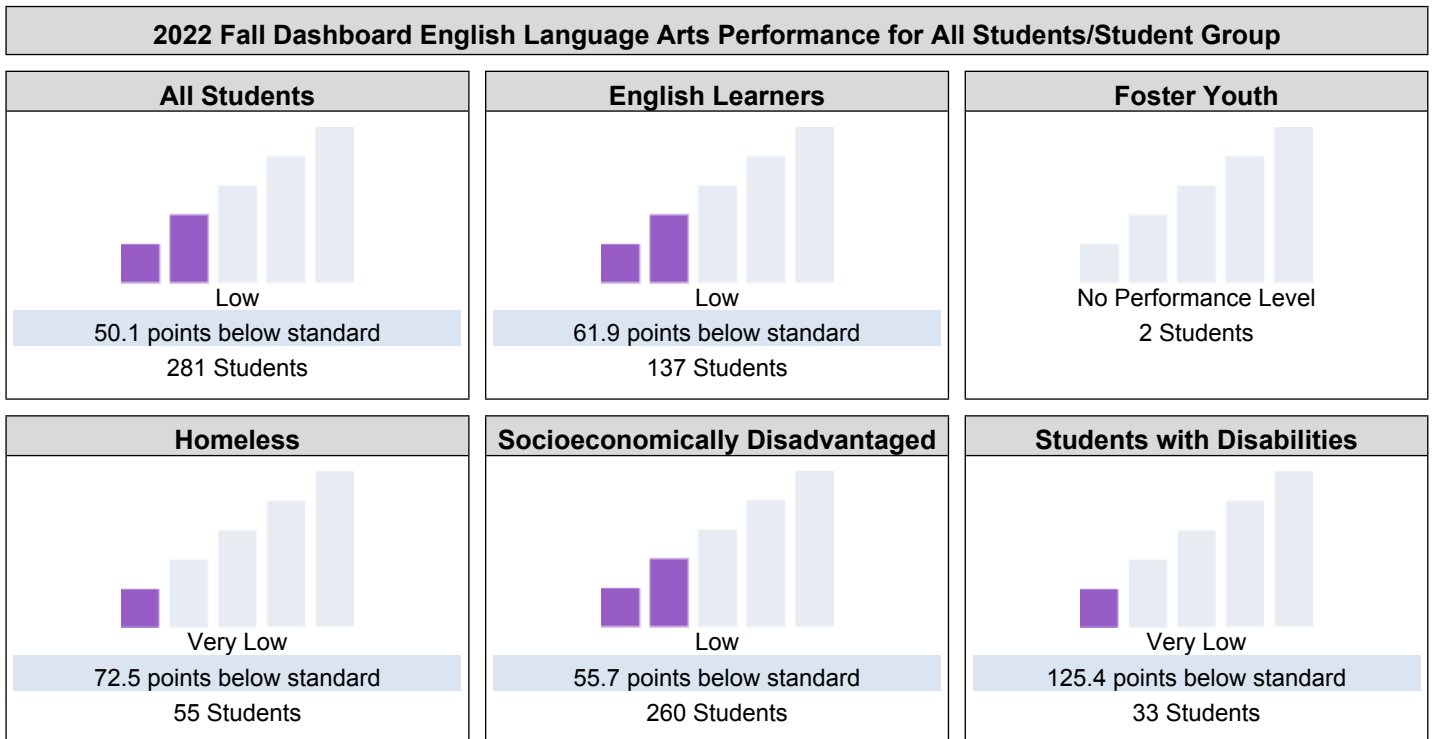 2022 Fall Dashboard English Language Arts Performance for All Students/Student Group
All Students
Low
50.1 points below standard
281 Students
English Learners
Low
61.9 points below standard
137 Students
Foster Youth
No Performance Level
2 Students
Homeless
Very Low
72.5 points below standard
55 Students
Socioeconomically Disadvantaged
Low
55.7 points below standard
260 Students
Students with Disabilities
Very Low
125.4 points below standard
33 Students